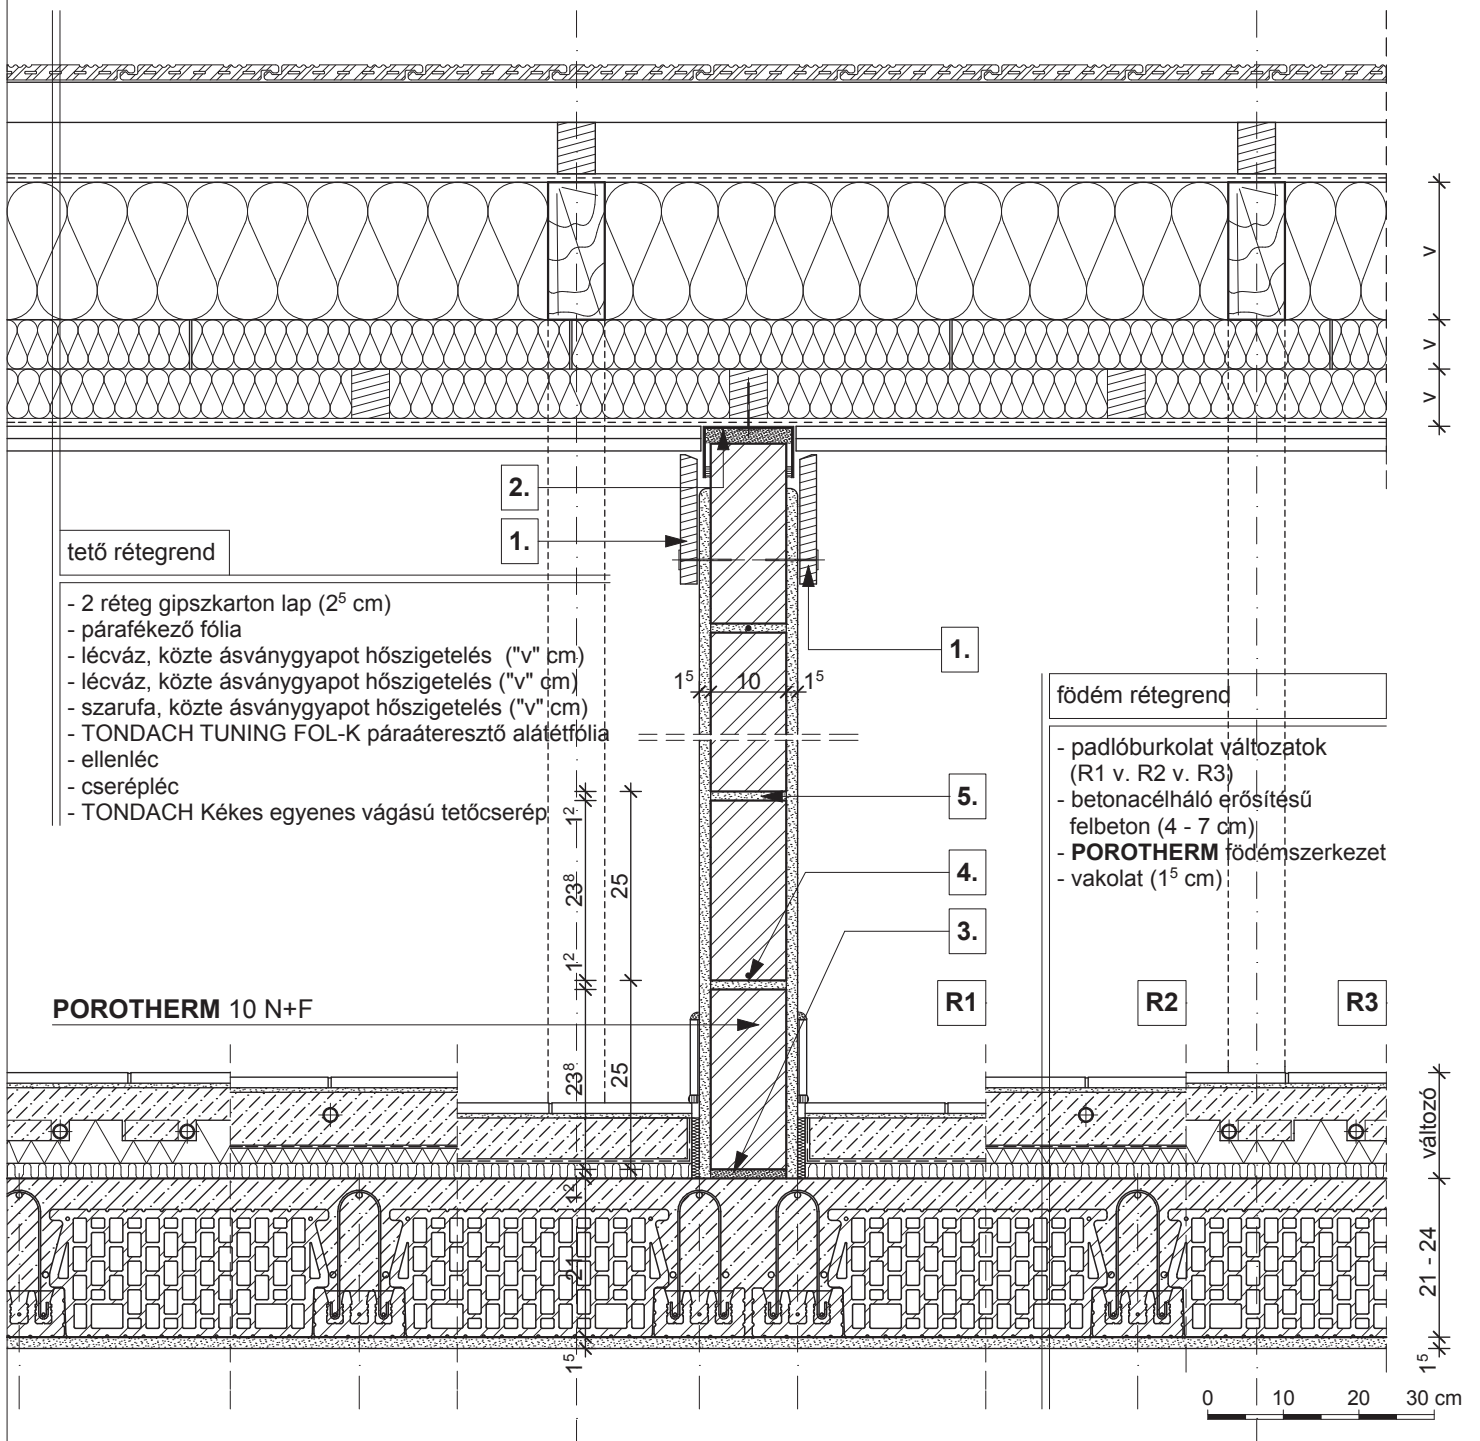 v
v
v
2.
1.
tető rétegrend
- 2 réteg gipszkarton lap (2⁵ cm)
- párafékező fólia
- lécváz, közte ásványgyapot hőszigetelés ("v" cm)
- lécváz, közte ásványgyapot hőszigetelés ("v" cm)
- szarufa, közte ásványgyapot hőszigetelés ("v" cm)
- TONDACH TUNING FOL-K páraáteresztő alátétfólia
- ellenléc
- cserépléc
- TONDACH Kékes egyenes vágású tetőcserép
1.
1⁵ 10 1⁵
födém rétegrend
- padlóburkolat változatok
(R1 v. R2 v. R3)
- betonacélháló erősítésű
felbeton (4 - 7 cm)
- POROTHERM födémszerkezet
- vakolat (1⁵ cm)
5.
4.
3.
1²
23⁸
25
1²
23⁸
25
1²
21
1⁵
POROTHERM 10 N+F
R1
R2
R3
változó
21 - 24
1⁵
0 10 20 30 cm